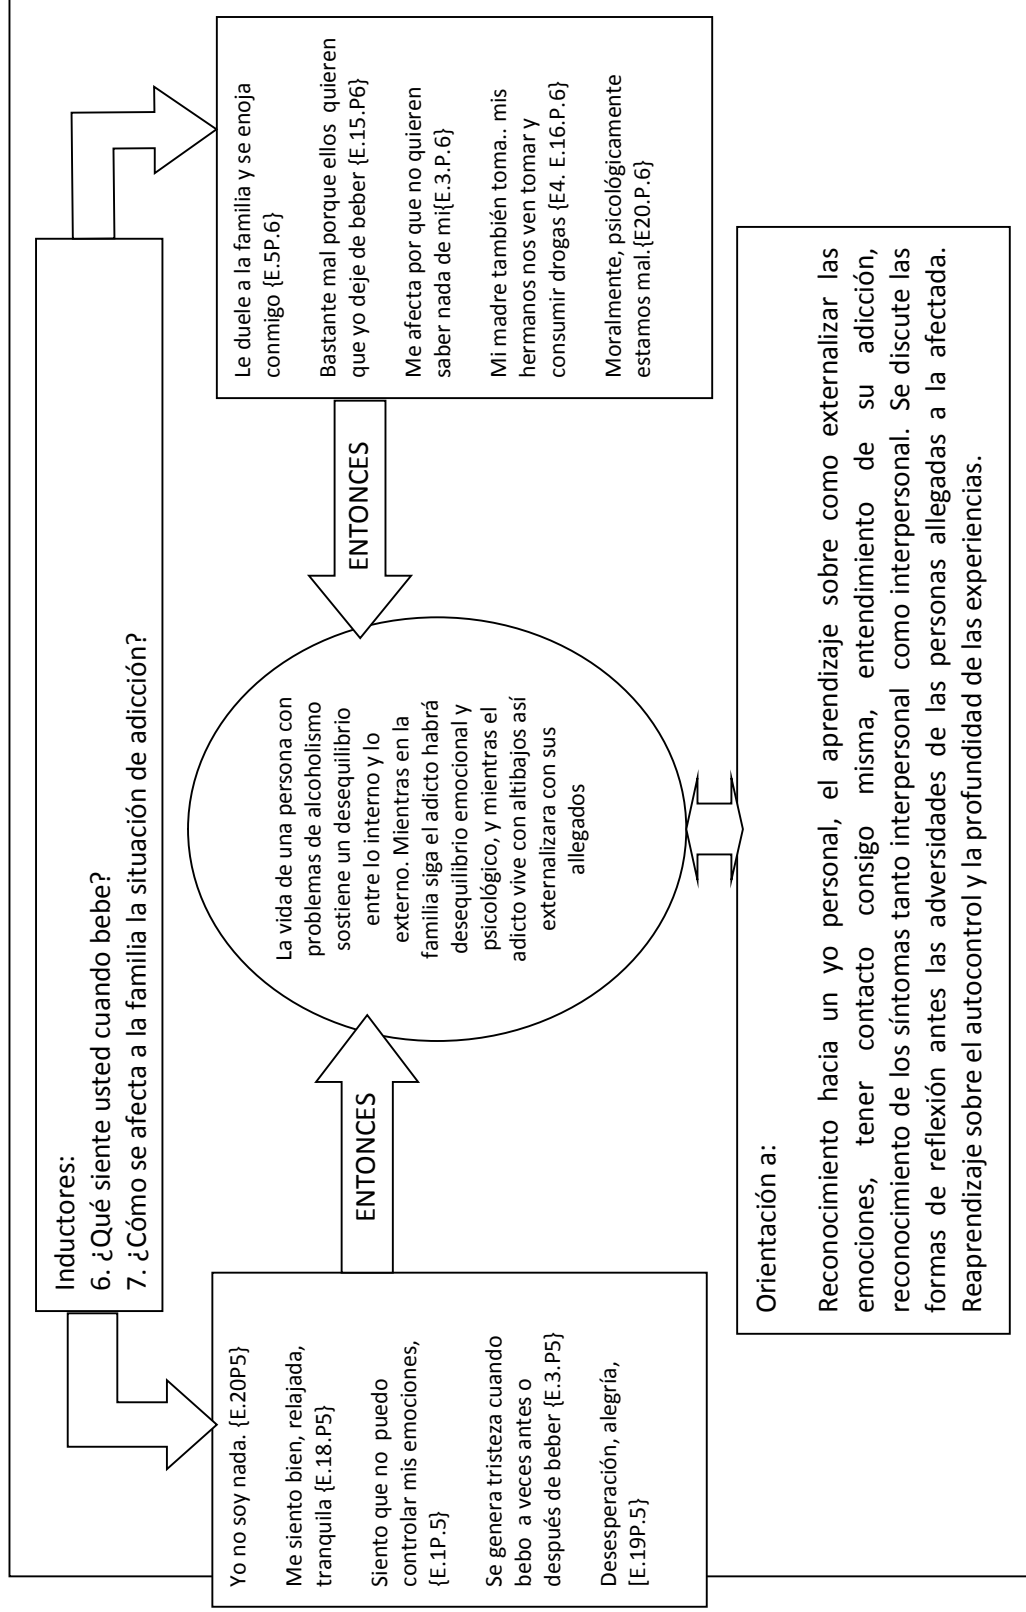 Inductores:
6. ¿Qué siente usted cuando bebe?
7. ¿Cómo se afecta a la familia la situación de adicción?
Yo no soy nada. {E.20P5}
Me siento bien, relajada,
tranquila {E.18.P5}
Siento que no puedo
controlar mis emociones,
{E.1P.5}
Se genera tristeza cuando
bebo a veces antes o
después de beber {E.3.P5}
Desesperación, alegría,
[E.19P.5}
ENTONCES
La vida de una persona con
problemas de alcoholismo
sostiene un desequilibrio
entre lo interno y lo
externo. Mientras en la
familia siga el adicto habrá
desequilibrio emocional y
psicológico, y mientras el
adicto vive con altibajos así
externalizara con sus
allegados
ENTONCES
Le duele a la familia y se enoja
conmigo {E.5P.6}
Bastante mal porque ellos quieren
que yo deje de beber {E.15.P6}
Me afecta por que no quieren
saber nada de mi{E.3.P.6}
Mi madre también toma.. mis
hermanos nos ven tomar y
consumir drogas {E4. E.16.P.6}
Moralmente, psicológicamente
estamos mal.{E20.P.6}
Orientación a:
Reconocimiento hacia un yo personal, el aprendizaje sobre como externalizar las
emociones, tener contacto consigo misma, entendimiento de su adicción,
reconocimiento de los síntomas tanto interpersonal como interpersonal. Se discute las
formas de reflexión antes las adversidades de las personas allegadas a la afectada.
Reaprendizaje sobre el autocontrol y la profundidad de las experiencias.